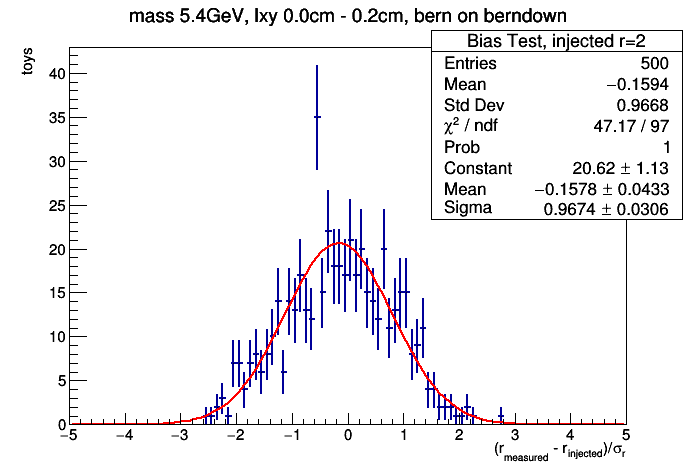 mass 5.4GeV, lxy 0.0cm - 0.2cm, bern on berndown
Bias Test, injected r=2
Entries 500
Mean −0.1594
Std Dev 0.9668
χ² / ndf 47.17 / 97
Prob 1
Constant 20.62 ± 1.13
Mean −0.1578 ± 0.0433
Sigma 0.9674 ± 0.0306
toys
40
35
30
25
20
15
10
5
0
−5 −4 −3 −2 −1 0 1 2 3 4 5
(r_measured - r_injected)/σ_r